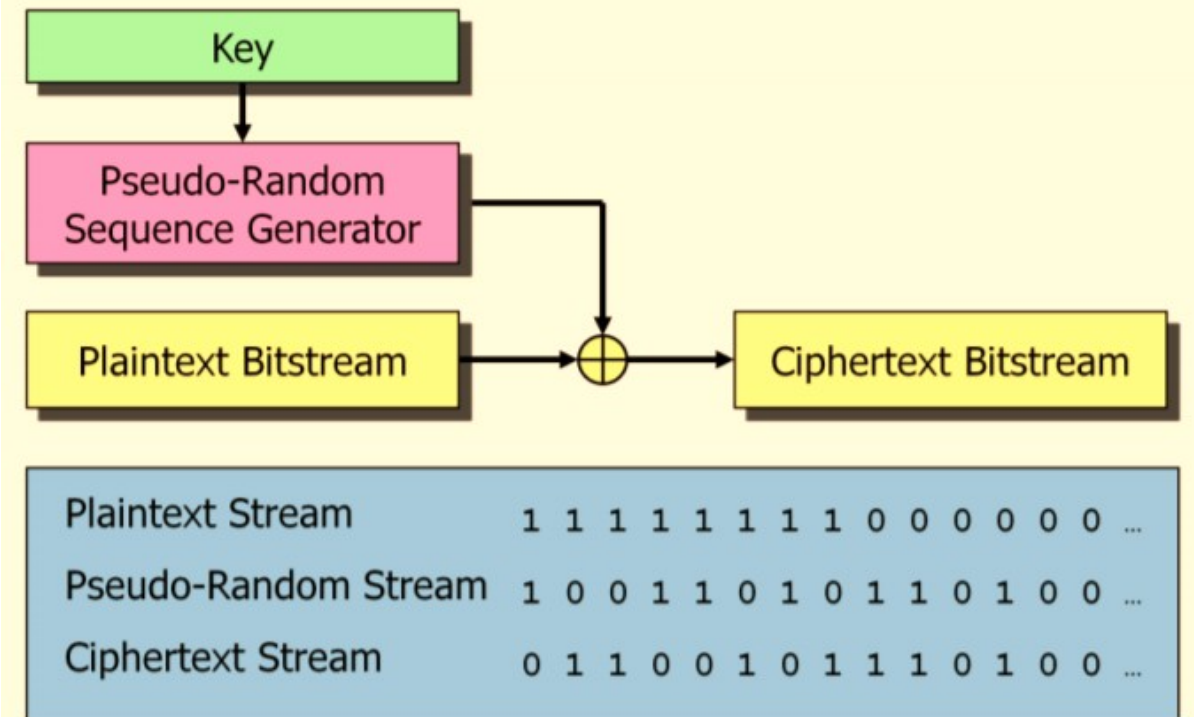 Key
Pseudo-Random
Sequence Generator
Plaintext Bitstream
Ciphertext Bitstream
Plaintext Stream 1 1 1 1 1 1 1 1 0 0 0 0 0 0 ...
Pseudo-Random Stream 1 0 0 1 1 0 1 0 1 1 0 1 0 0 ...
Ciphertext Stream 0 1 1 0 0 1 0 1 1 1 0 1 0 0 ...